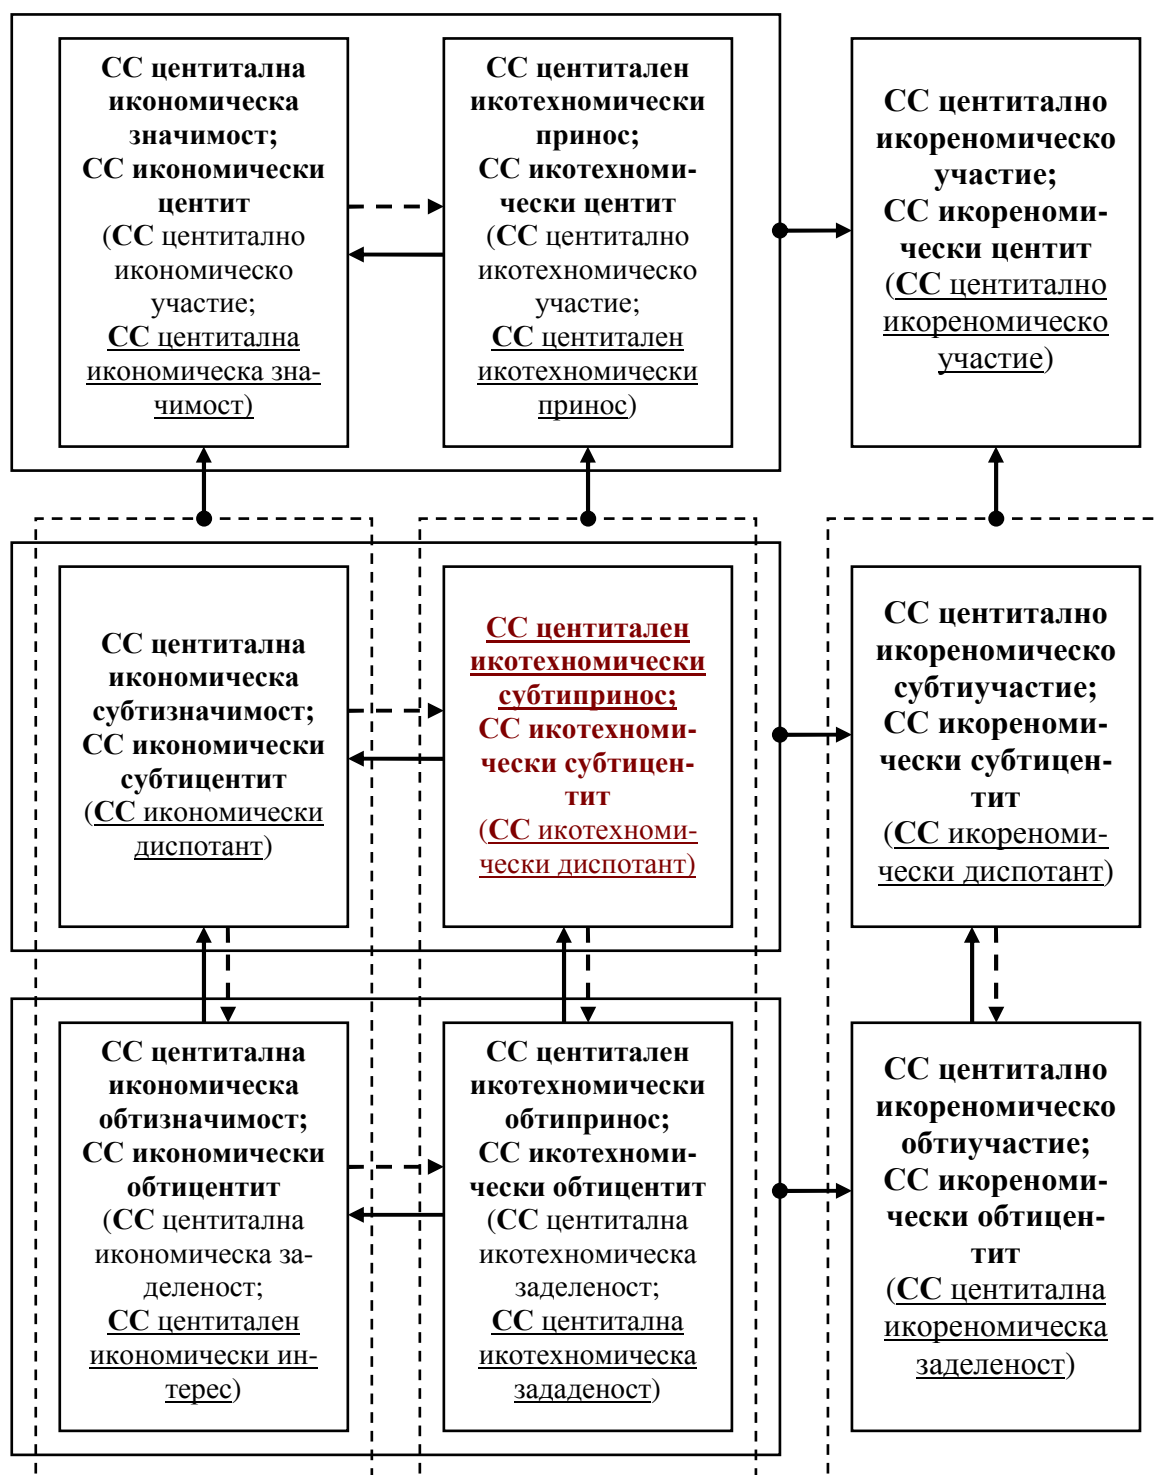 СС центитална
икономическа
значимост;
СС икономически
центит
(СС центитално
икономическо
участие;
СС центитална
икономическа зна-
чимост)
СС центитален
икотехномически
принос;
СС икотехноми-
чески центит
(СС центитално
икотехномическо
участие;
СС центитален
икотехномически
принос)
СС центитално
икореномическо
участие;
СС икореноми-
чески центит
(СС центитално
икореномическо
участие)
СС центитална
икономическа
субтизначимост;
СС икономически
субтицентит
(СС икономически
диспотант)
СС центитален
икотехномически
субтипринос;
СС икотехноми-
чески субтицен-
тит
(СС икотехноми-
чески диспотант)
СС центитално
икореномическо
субтиучастие;
СС икореноми-
чески субтицен-
тит
(СС икореноми-
чески диспотант)
СС центитална
икономическа
обтизначимост;
СС икономически
обтицентит
(СС центитална
икономическа за-
деленост;
СС центитален
икономически ин-
терес)
СС центитален
икотехномически
обтипринос;
СС икотехноми-
чески обтицентит
(СС центитална
икотехномическа
заделеност;
СС центитална
икотехномическа
зададеност)
СС центитално
икореномическо
обтиучастие;
СС икореноми-
чески обтицен-
тит
(СС центитална
икореномическа
заделеност)